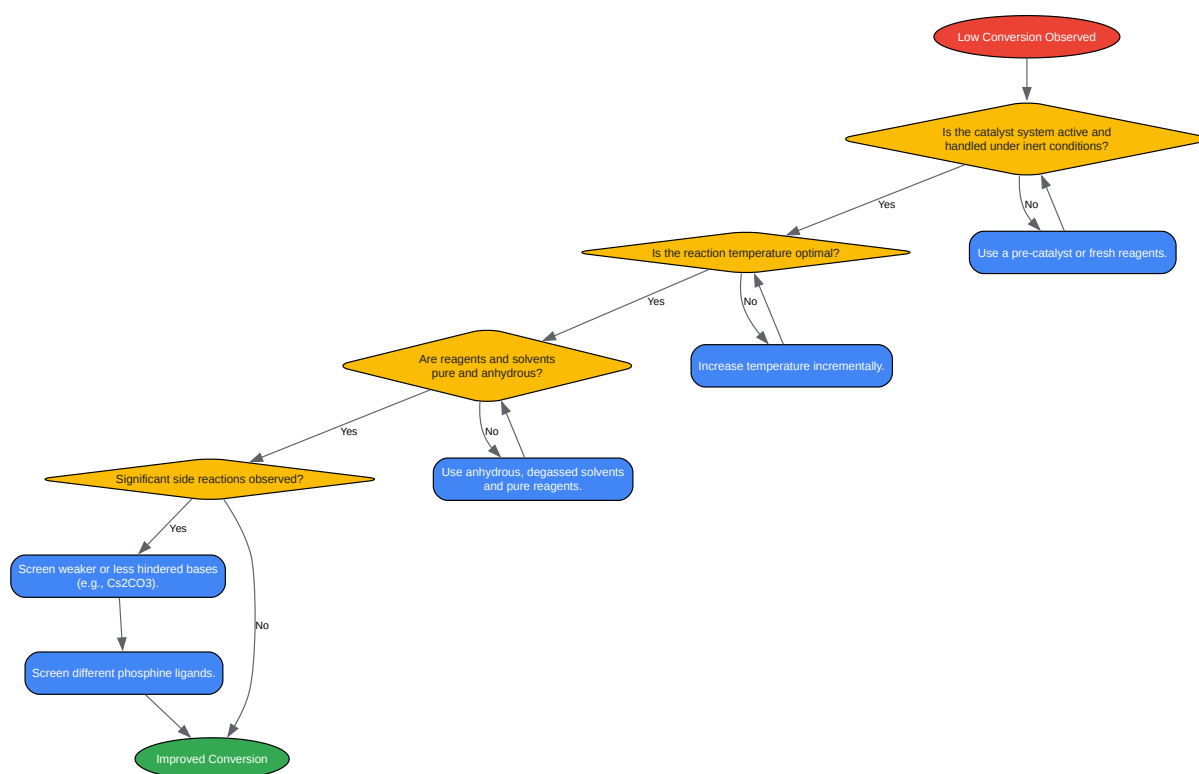 Low Conversion Observed
Is the catalyst system active and
handled under inert conditions?
Yes
No
Use a pre-catalyst or fresh reagents.
Is the reaction temperature optimal?
Yes
No
Increase temperature incrementally.
Are reagents and solvents
pure and anhydrous?
Yes
No
Use anhydrous, degassed solvents
and pure reagents.
Significant side reactions observed?
Yes
No
Screen weaker or less hindered bases
(e.g., Cs2CO3).
Screen different phosphine ligands.
Improved Conversion